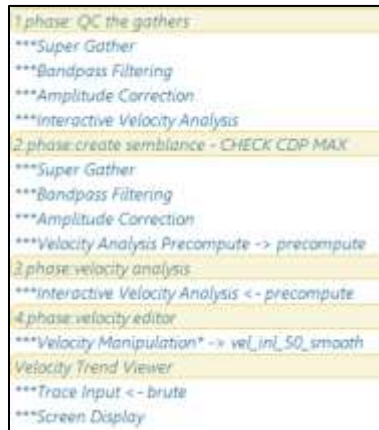 1.phase: QC the gathers
***Super Gather
***Bandpass Filtering
***Amplitude Correction
***Interactive Velocity Analysis
2.phase:create semblance - CHECK CDP MAX
***Super Gather
***Bandpass Filtering
***Amplitude Correction
***Velocity Analysis Precompute -> precompute
3.phase:velocity analysis
***Interactive Velocity Analysis <- precompute
4.phase:velocity editor
***Velocity Manipulation* -> vel_inl_50_smooth
Velocity Trend Viewer
***Trace Input <- brute
***Screen Display